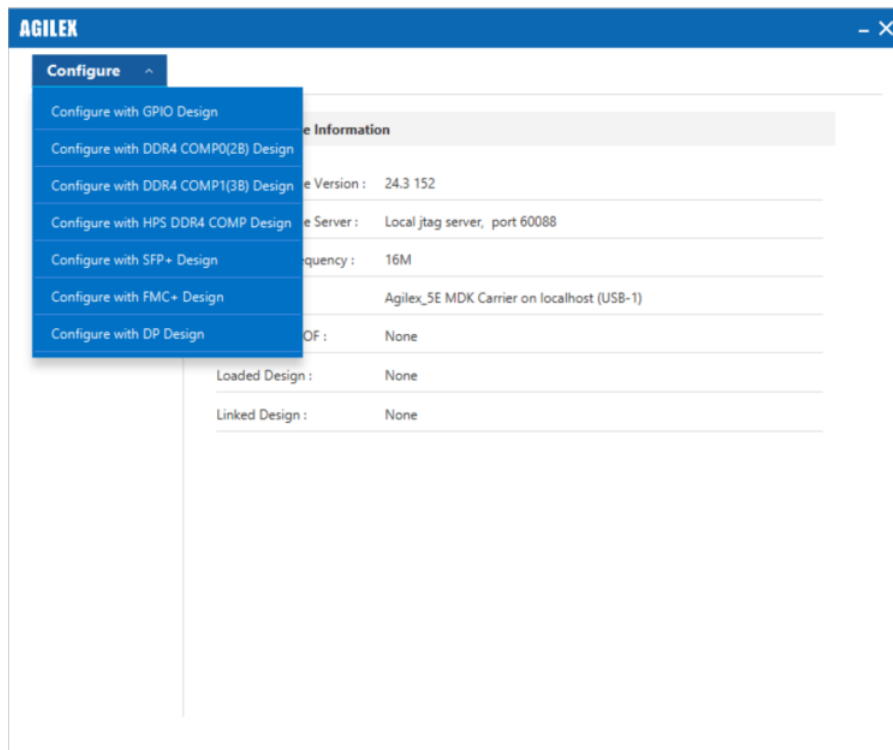 AGILEX
Configure
Configure with GPIO Design
Configure with DDR4 COMP0(2B) Design
Configure with DDR4 COMP1(3B) Design
Configure with HPS DDR4 COMP Design
Configure with SFP+ Design
Configure with FMC+ Design
Configure with DP Design
e Information
e Version : 24.3 152
e Server : Local jtag server, port 60088
quency : 16M
Agilex_5E MDK Carrier on localhost (USB-1)
OF : None
Loaded Design : None
Linked Design : None